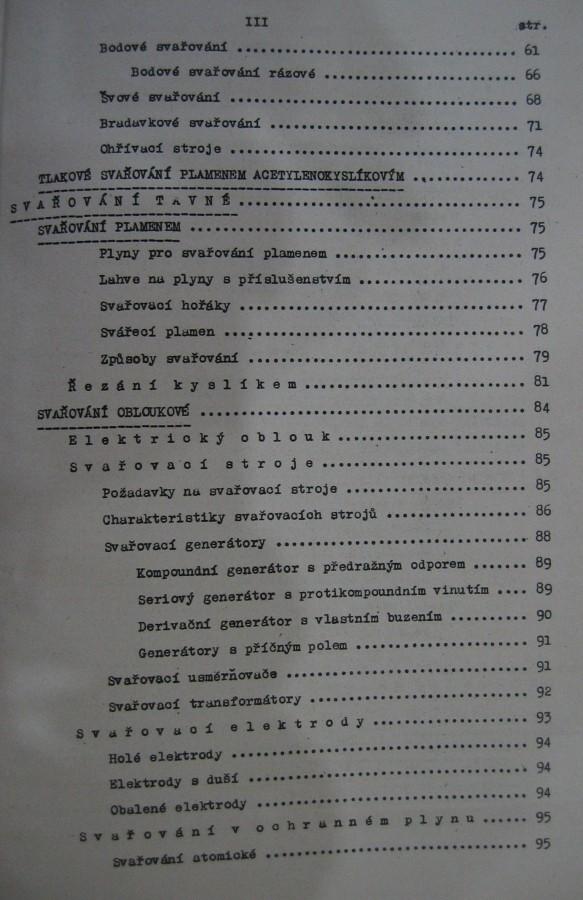 III
str.
Bodové svařování ................................ 61
Bodové svařování rázové ........................ 66
Švové svařování ................................. 68
Bradavkové svařování ............................ 71
Ohřívací stroje ................................. 74
TLAKOVÉ SVAŘOVÁNÍ PLAMENEM ACETYLENOKYSLÍKOVÍM ............. 74
S V A Ř O V Á N Í  T A V N É .................................... 75
SVAŘOVÁNÍ PLAMENEM .......................................... 75
Plyny pro svařování plamenem .................... 75
Lahve na plyny s příslušenstvím ................. 76
Svařovací hořáky ................................ 77
Svářecí plamen .................................. 78
Způsoby svařování ............................... 79
Ř e z á n í  k y s l í k e m ........................... 81
SVAŘOVÁNÍ OBLOUKOVÉ ......................................... 84
E l e k t r i c k ý  o b l o u k ....................... 85
S v a ř o v a c í  s t r o j e ......................... 85
Požadavky na svařovací stroje ................... 85
Charakteristiky svařovacích strojů .............. 86
Svařovací generátory ............................ 88
Kompoundní generátor s předražným odporem ....... 89
Seriový generátor s protikompoundním vinutím .... 89
Derivační generátor s vlastním buzením .......... 90
Generátory s příčným polem ...................... 91
Svařovací usměrňovače ........................... 91
Svařovací transformátory ........................ 92
S v a ř o v a c í  e l e k t r o d y .................... 93
Holé elektrody .................................. 94
Elektrody s duší ................................ 94
Obalené elektrody ............................... 94
S v a ř o v á n í  v  o c h r a n n é m  p l y n u ...... 95
Svařování atomické .............................. 95